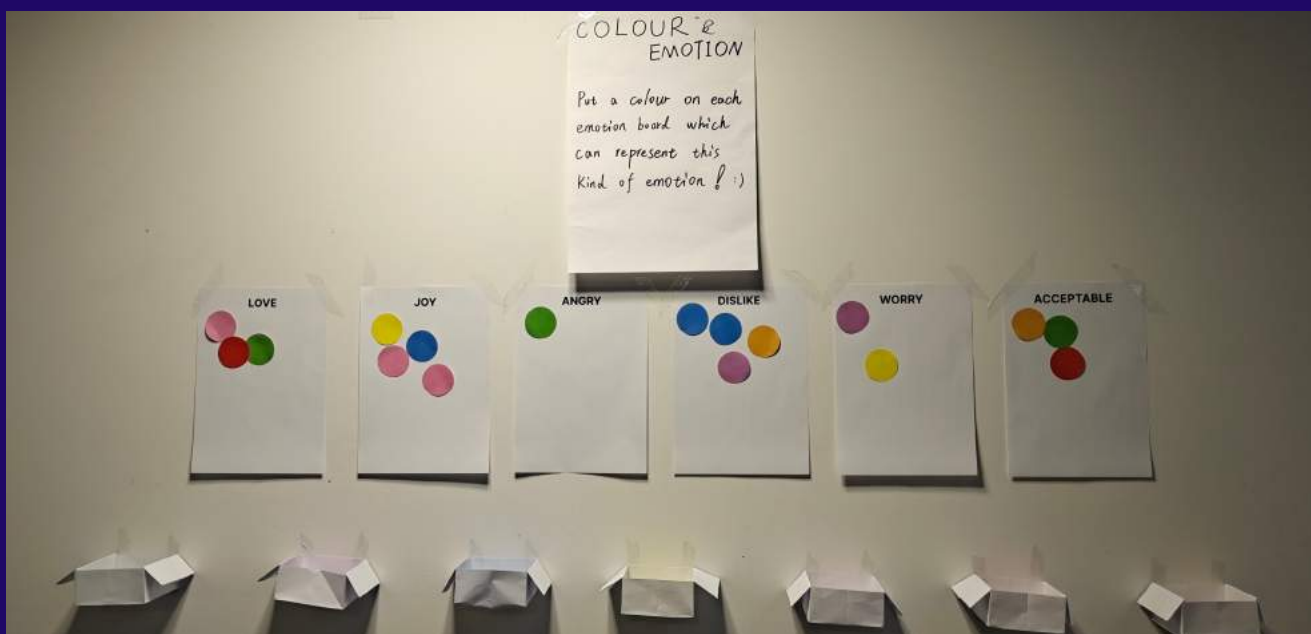 COLOUR &
EMOTION
Put a colour on each
emotion board which
can represent this
kind of emotion! :)
LOVE
JOY
ANGRY
DISLIKE
WORRY
ACCEPTABLE